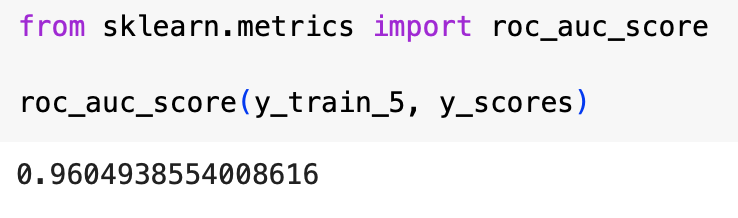 from sklearn.metrics import roc_auc_score
roc_auc_score(y_train_5, y_scores)
0.9604938554008616